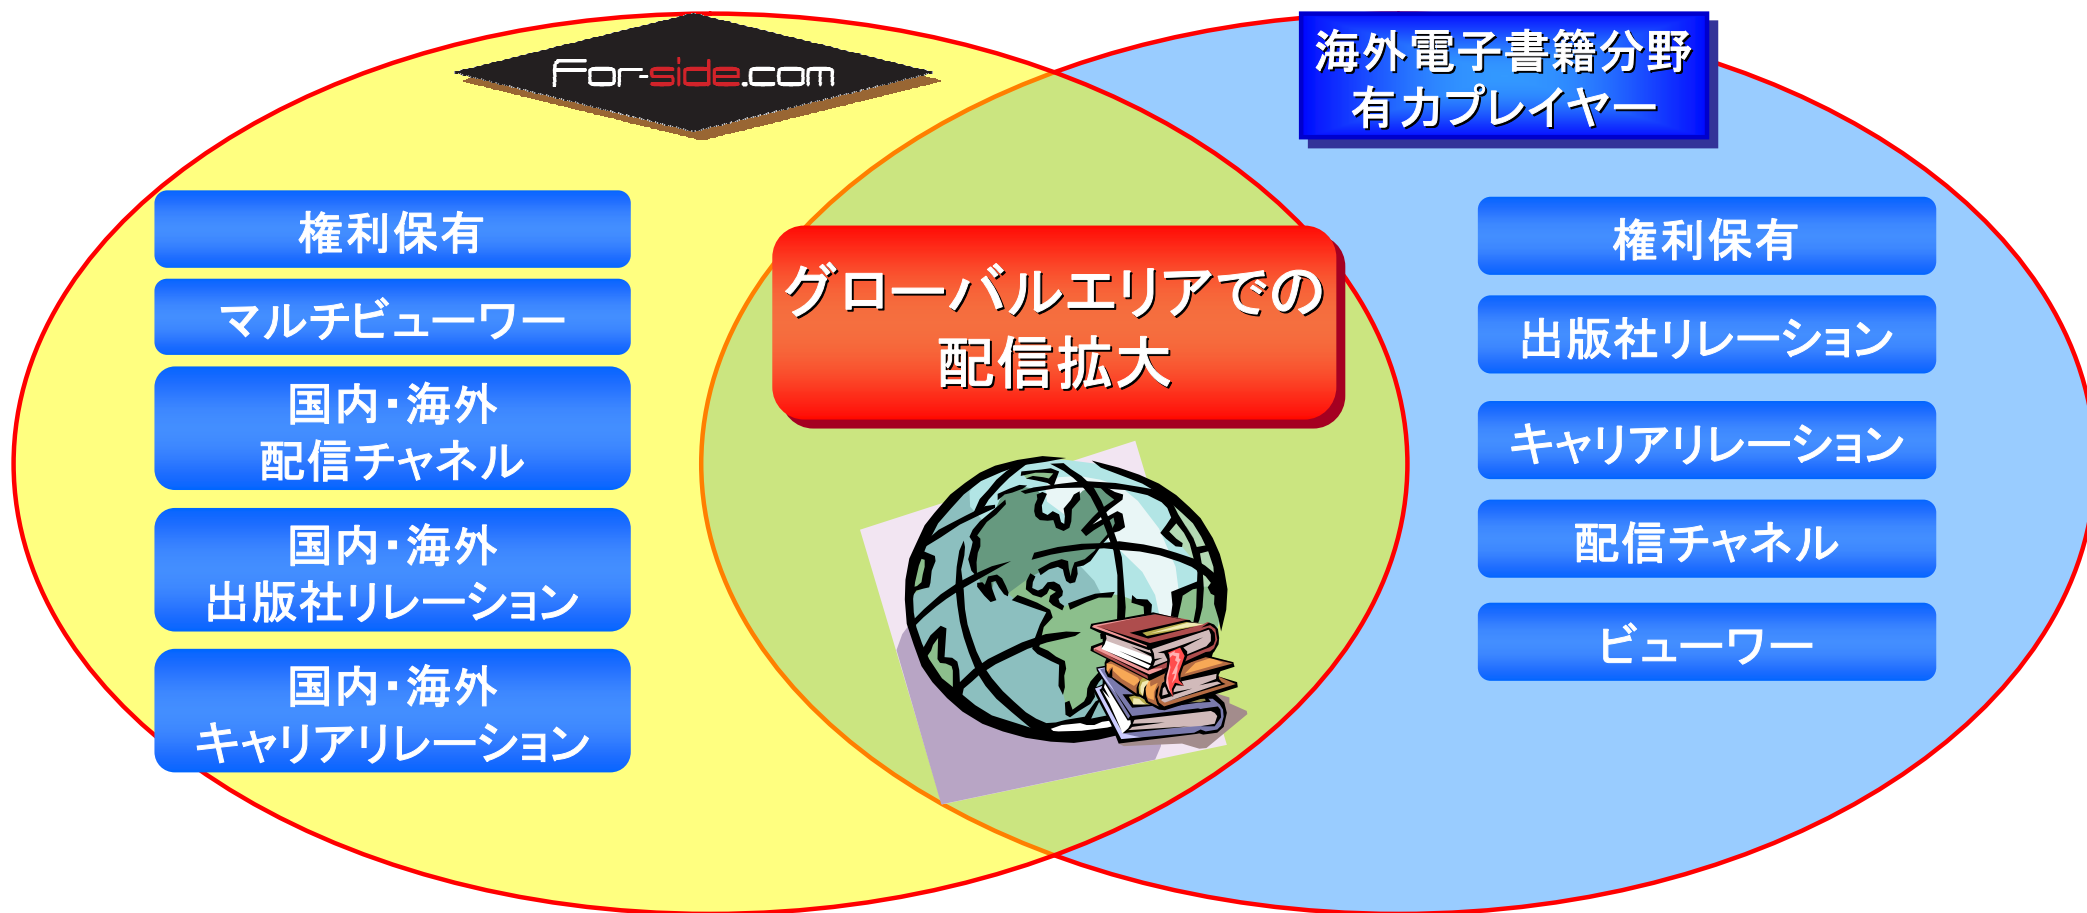 For-side.com
権利保有
マルチビューワー
国内・海外
配信チャネル
国内・海外
出版社リレーション
国内・海外
キャリアリレーション
グローバルエリアでの
配信拡大
海外電子書籍分野
有力プレイヤー
権利保有
出版社リレーション
キャリアリレーション
配信チャネル
ビューワー